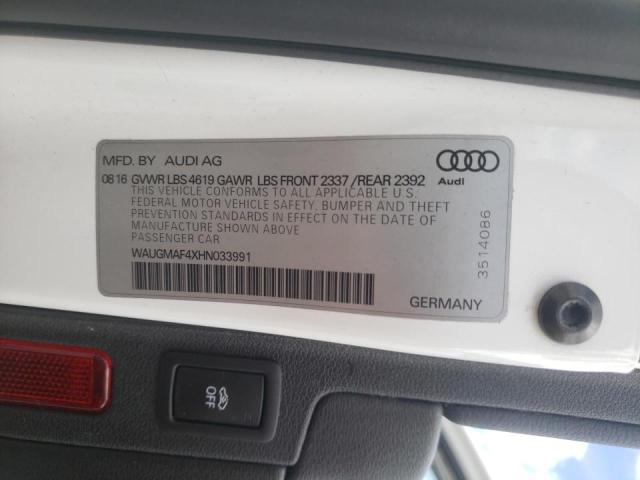 MFD. BY AUDI AG
08 16 GVWR LBS 4619 GAWR LBS FRONT 2337 / REAR 2392
THIS VEHICLE CONFORMS TO ALL APPLICABLE U.S.
FEDERAL MOTOR VEHICLE SAFETY, BUMPER AND THEFT
PREVENTION STANDARDS IN EFFECT ON THE DATE OF
MANUFACTURE SHOWN ABOVE
PASSENGER CAR
WAUGMAF4XHN033991
Audi
3514086
GERMANY
OFF